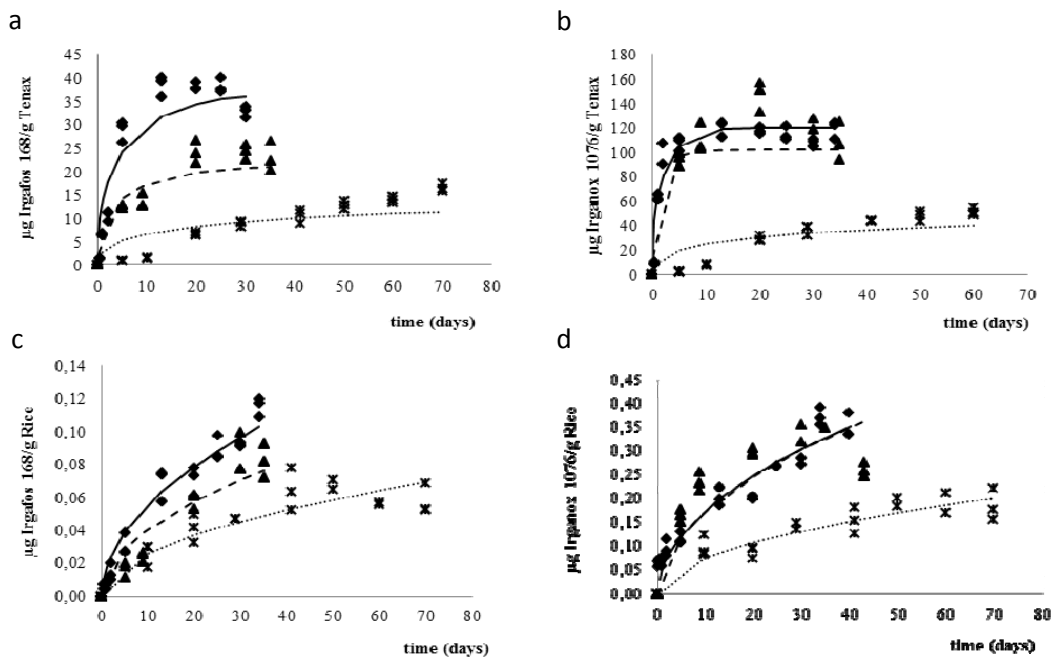 a
µg Irgafos 168/g Tenax
45
40
35
30
25
20
15
10
5
0
0 10 20 30 40 50 60 70 80
time (days)
b
µg Irganox 1076/g Tenax
180
160
140
120
100
80
60
40
20
0
0 10 20 30 40 50 60 70
time (days)
c
µg Irgafos 168/g Rice
0,14
0,12
0,10
0,08
0,06
0,04
0,02
0,00
0 10 20 30 40 50 60 70 80
time (days)
d
µg Irganox 1076/g Rice
0,45
0,40
0,35
0,30
0,25
0,20
0,15
0,10
0,05
0,00
0 10 20 30 40 50 60 70 80
time (days)